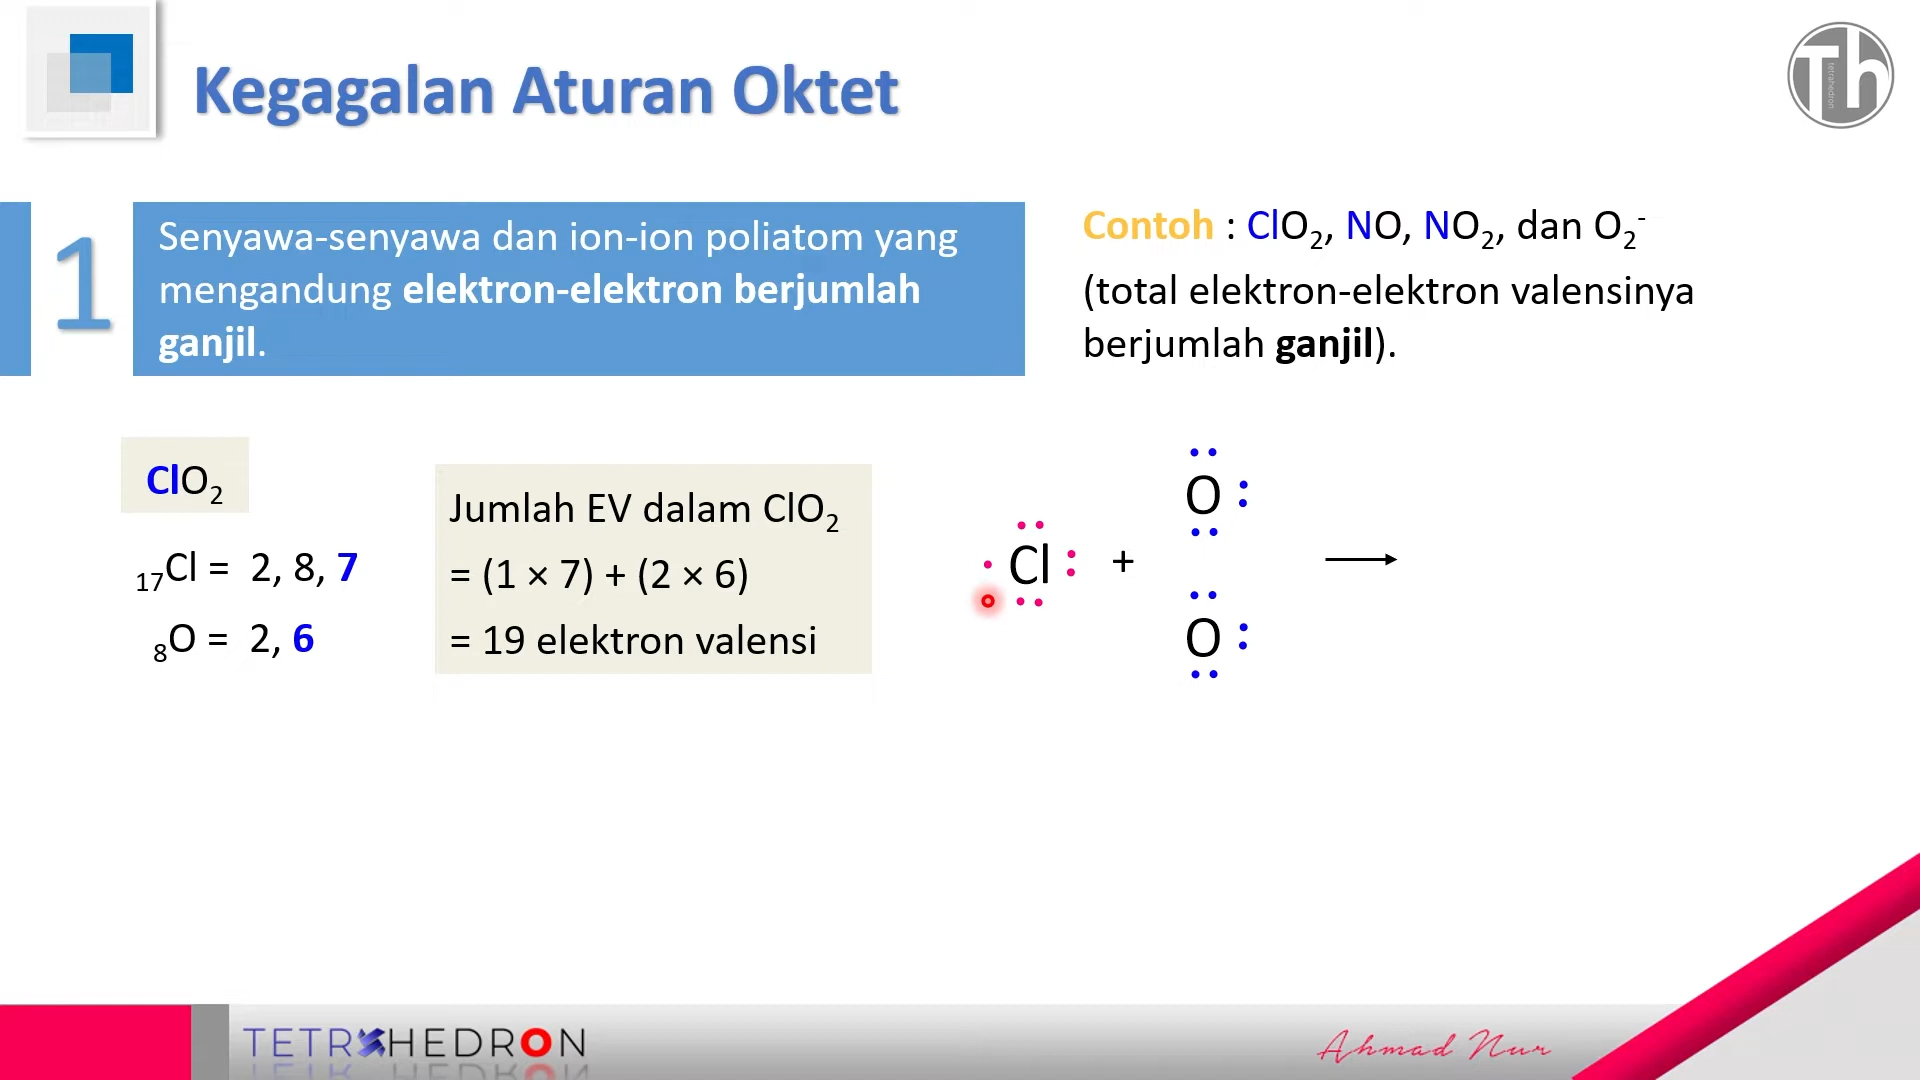 Kegagalan Aturan Oktet
Th
tetrahedron
1
Senyawa-senyawa dan ion-ion poliatom yang
mengandung elektron-elektron berjumlah
ganjil.
Contoh : ClO₂, NO, NO₂, dan O₂⁻
(total elektron-elektron valensinya
berjumlah ganjil).
ClO₂
₁₇Cl = 2, 8, 7
₈O = 2, 6
Jumlah EV dalam ClO₂
= (1 × 7) + (2 × 6)
= 19 elektron valensi
O
Cl + →
O
TETRAHEDRON
Ahmad Nur